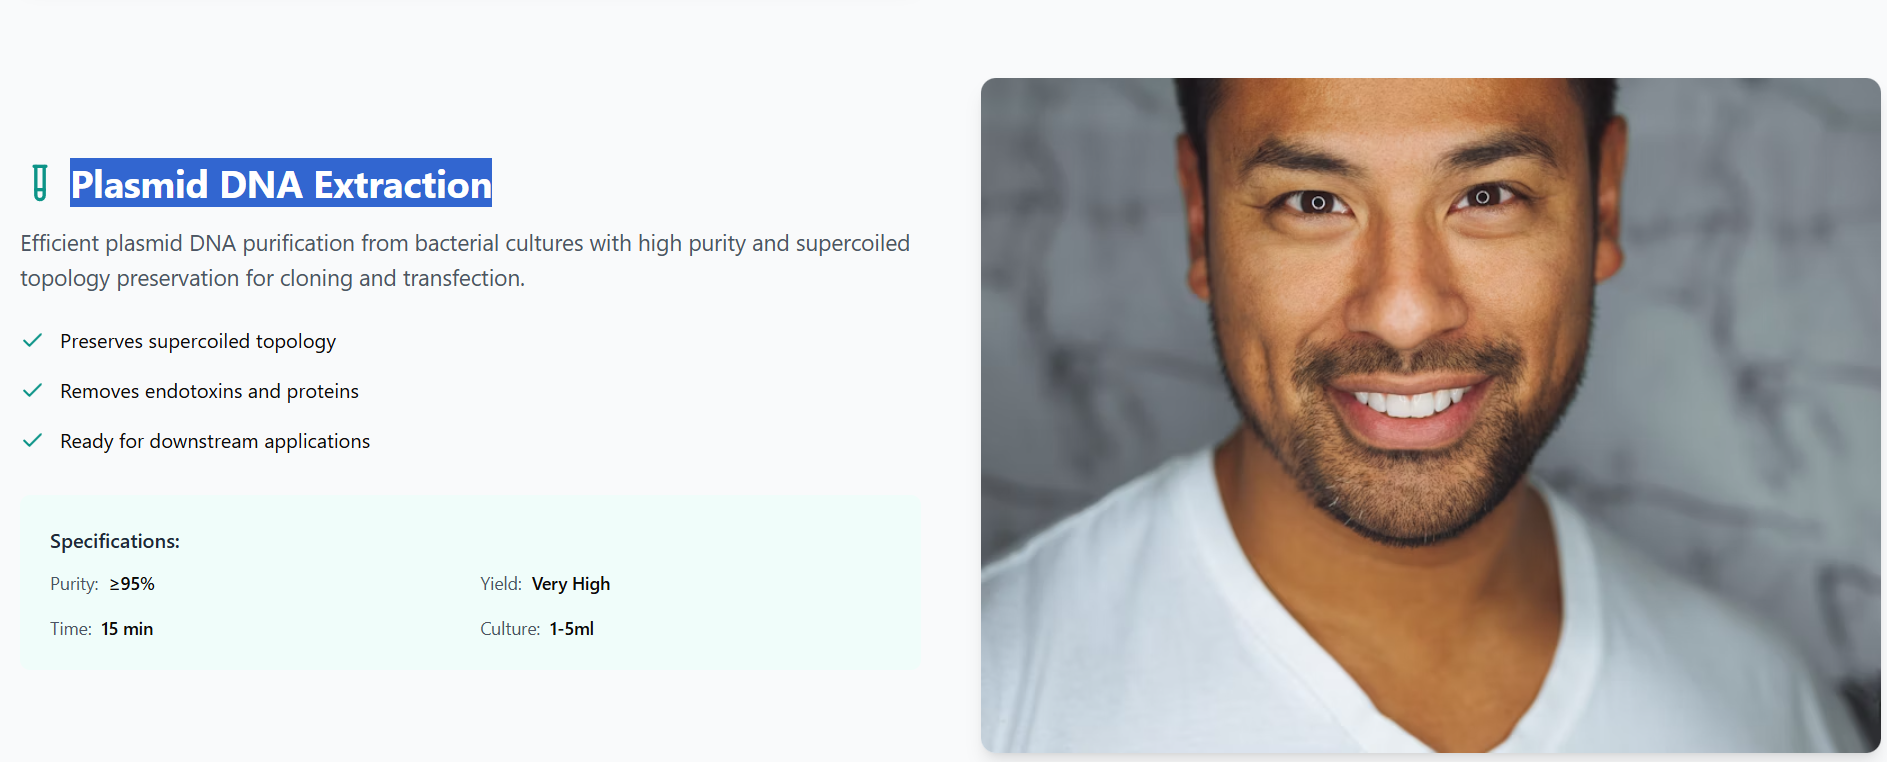 Plasmid DNA Extraction
Efficient plasmid DNA purification from bacterial cultures with high purity and supercoiled
topology preservation for cloning and transfection.
Preserves supercoiled topology
Removes endotoxins and proteins
Ready for downstream applications
Specifications:
Purity: ≥95% Yield: Very High
Time: 15 min Culture: 1-5ml